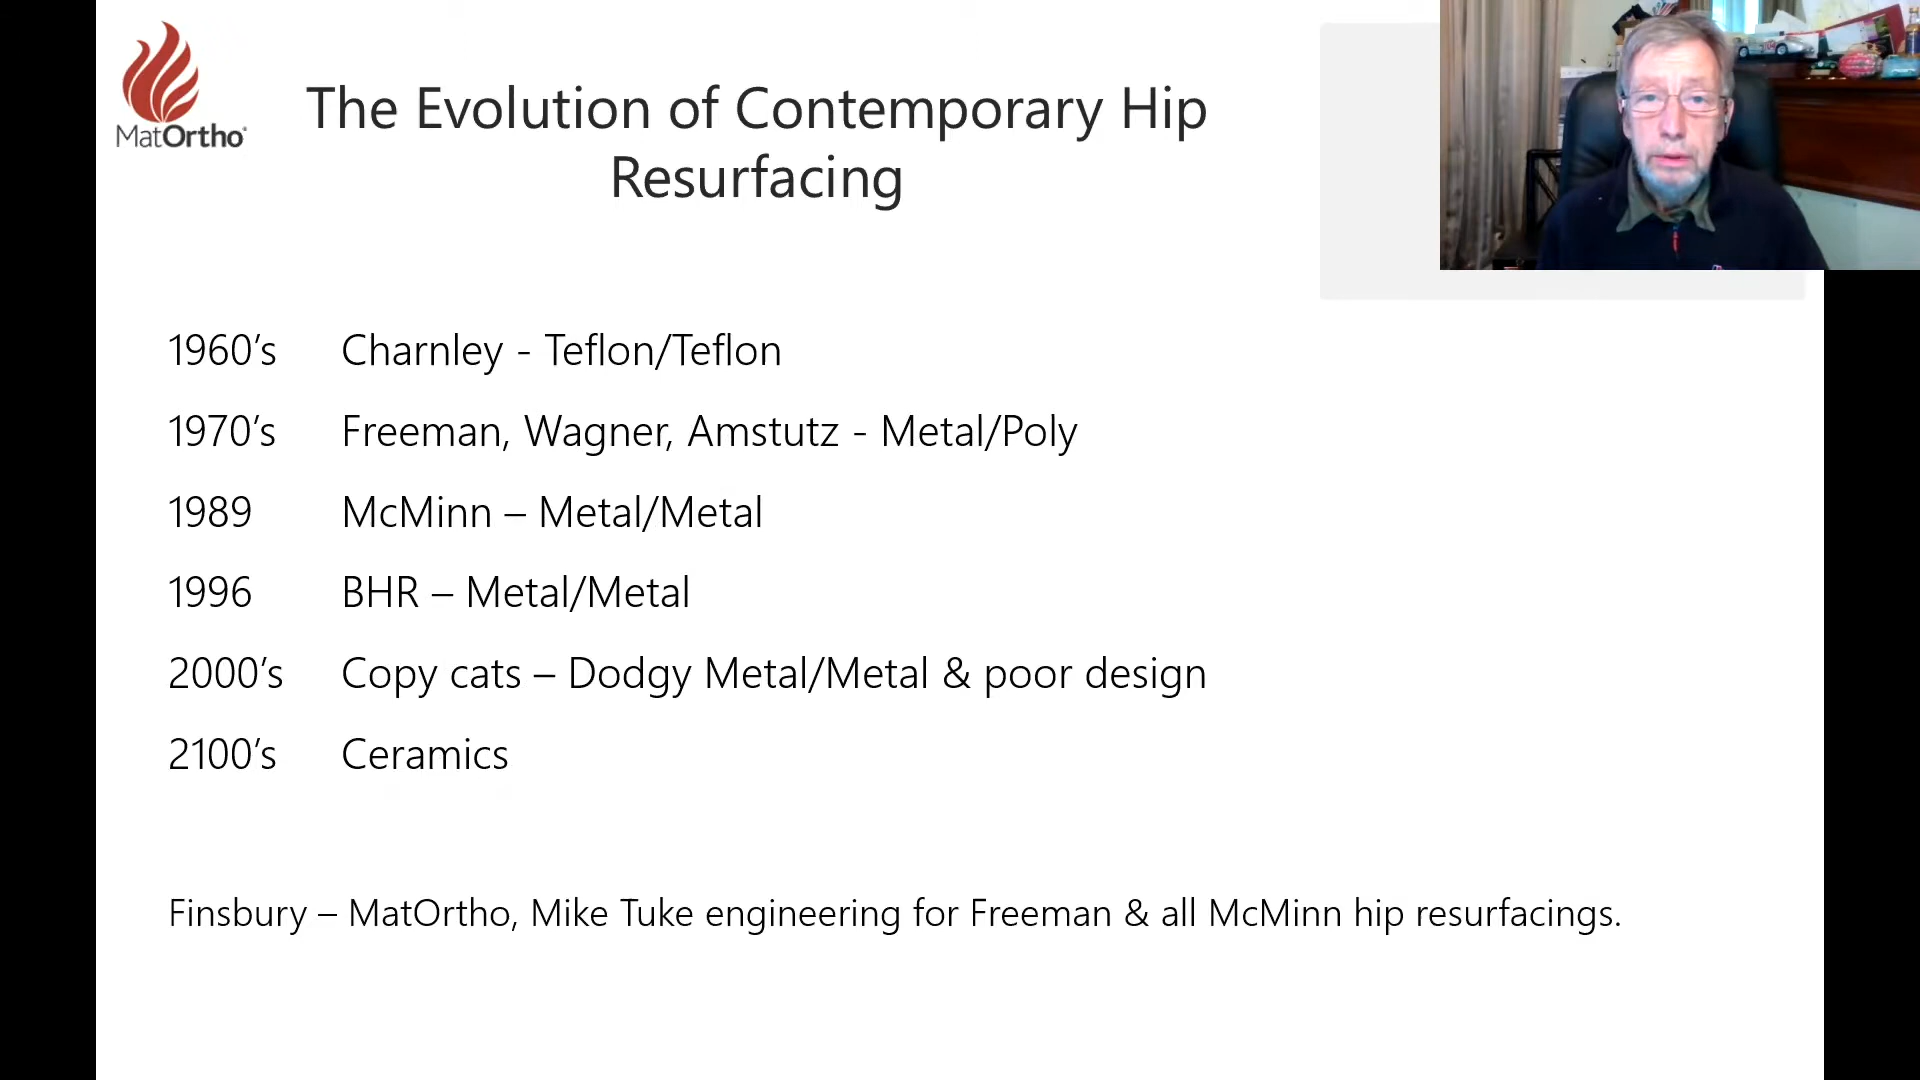 MatOrtho
The Evolution of Contemporary Hip
Resurfacing
1960’s Charnley - Teflon/Teflon
1970’s Freeman, Wagner, Amstutz - Metal/Poly
1989 McMinn – Metal/Metal
1996 BHR – Metal/Metal
2000’s Copy cats – Dodgy Metal/Metal & poor design
2100’s Ceramics
Finsbury – MatOrtho, Mike Tuke engineering for Freeman & all McMinn hip resurfacings.